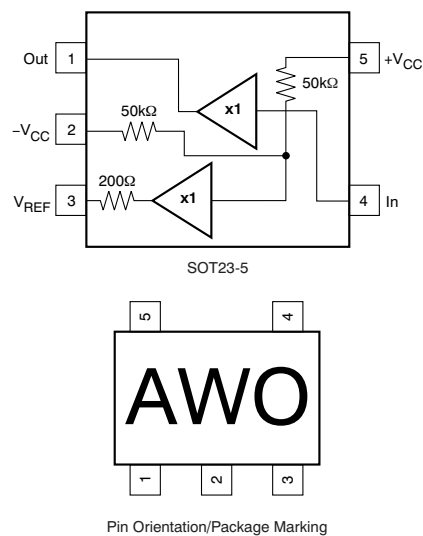 Out 1
5 +VCC
50kΩ
x1
50kΩ
−VCC 2
200Ω
x1
VREF 3
4 In
SOT23-5
5 4
AWO
1 2 3
Pin Orientation/Package Marking